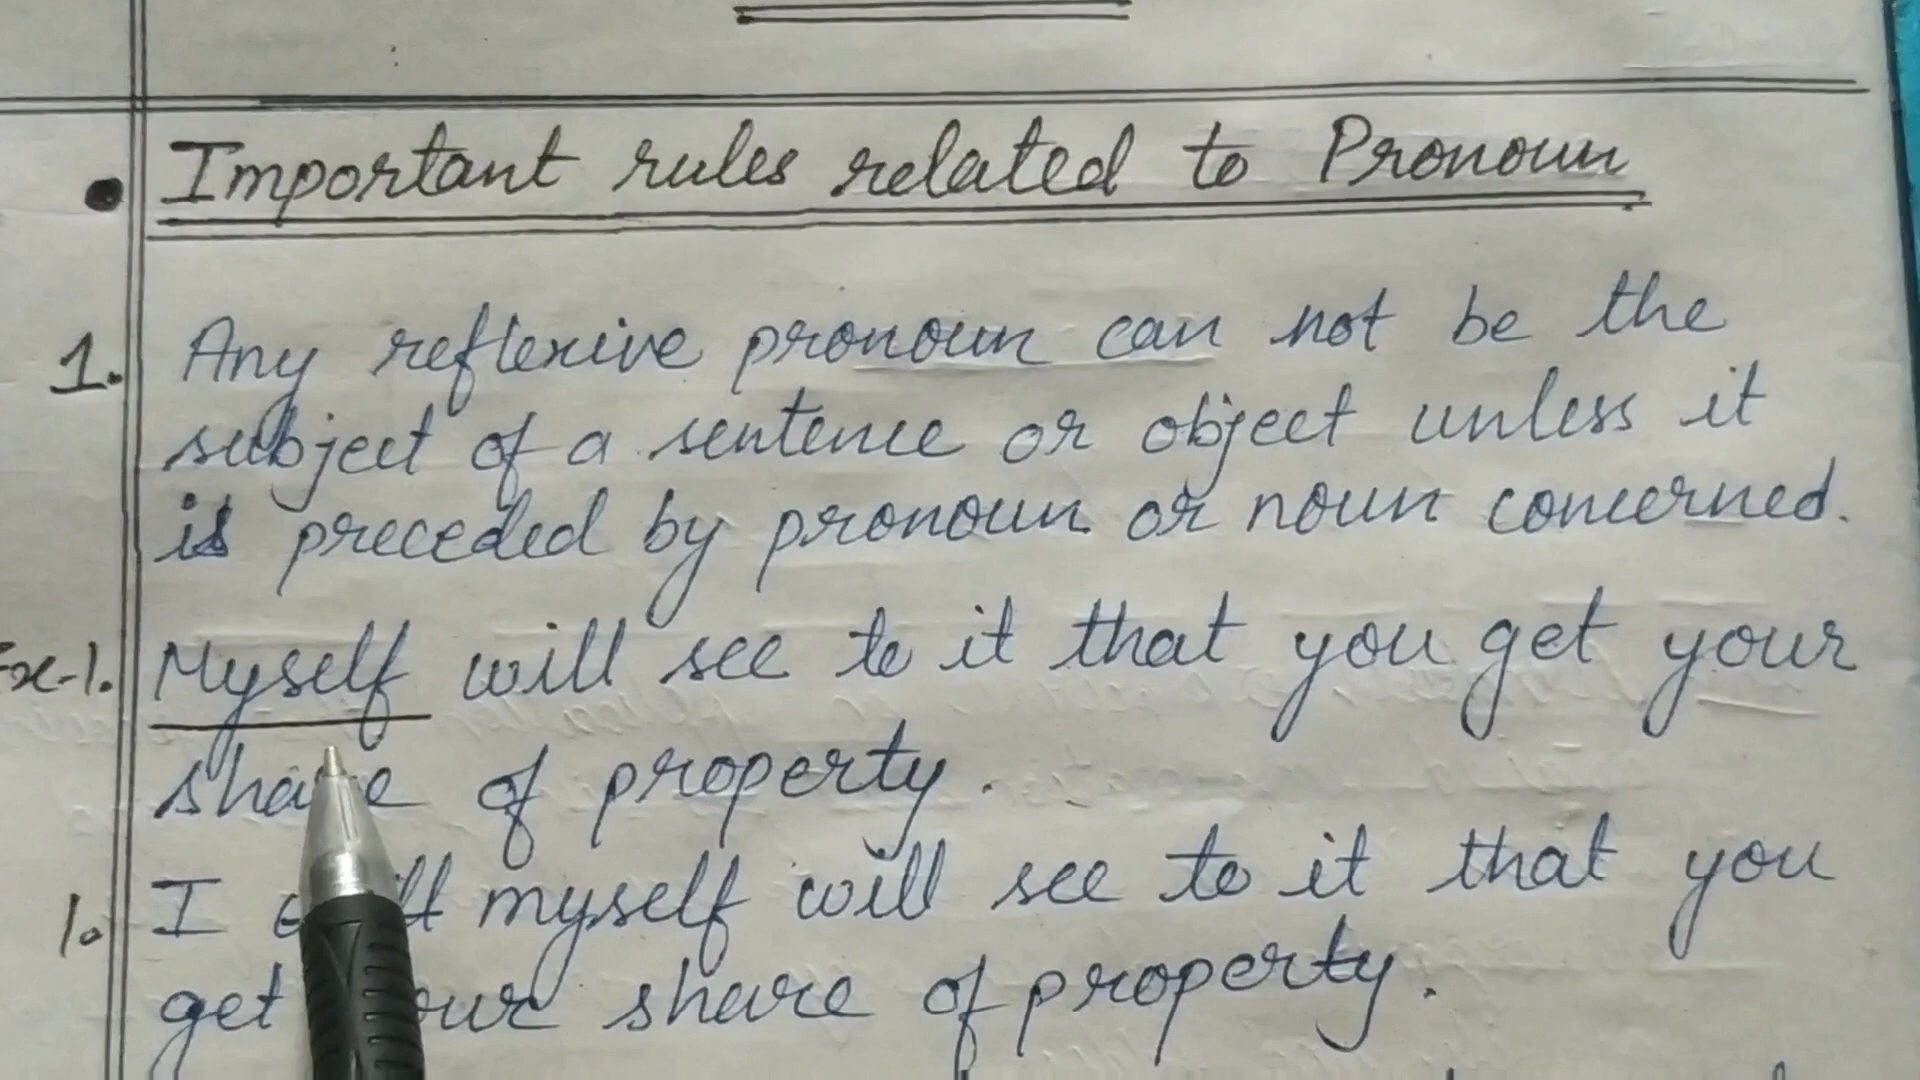 Important rules related to Pronoun
1. Any reflexive pronoun can not be the
subject of a sentence or object unless it
is preceded by pronoun or noun concerned.
Ex-1. Myself will see to it that you get your
share of property.
1. I myself will see to it that you
get your share of property.